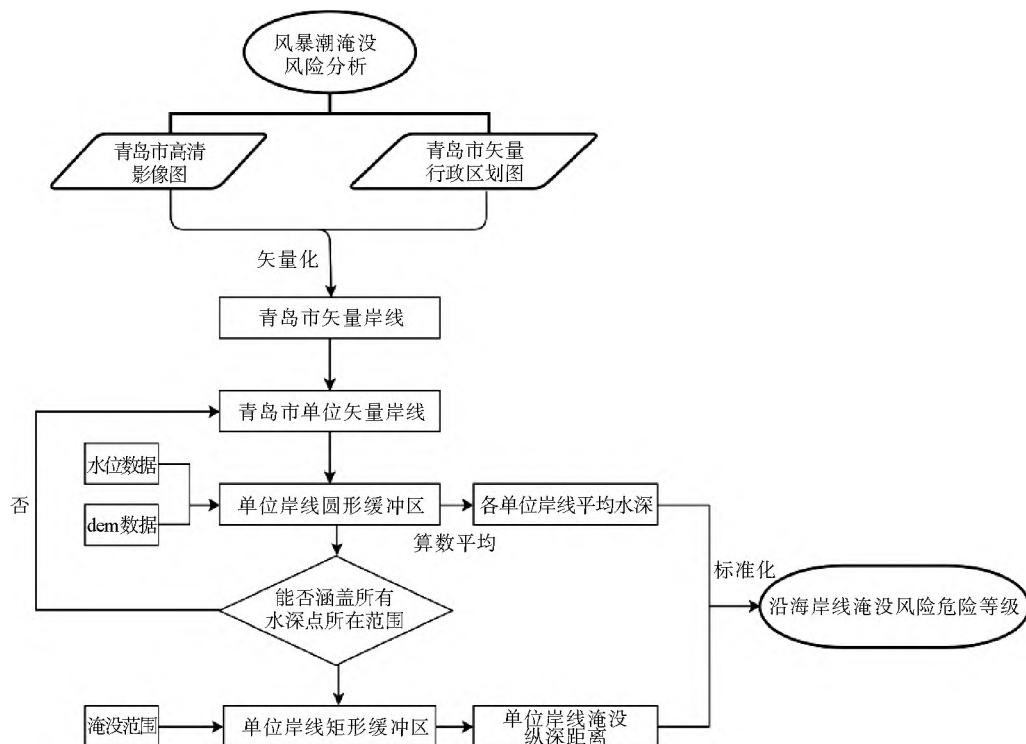 风暴潮淹没
风险分析
青岛市高清
影像图
青岛市矢量
行政区划图
矢量化
青岛市矢量岸线
青岛市单位矢量岸线
水位数据
否
dem数据
单位岸线圆形缓冲区
各单位岸线平均水深
算数平均
标准化
能否涵盖所有
水深点所在范围
沿海岸线淹没风险危险等级
淹没范围
单位岸线矩形缓冲区
单位岸线淹没
纵深距离